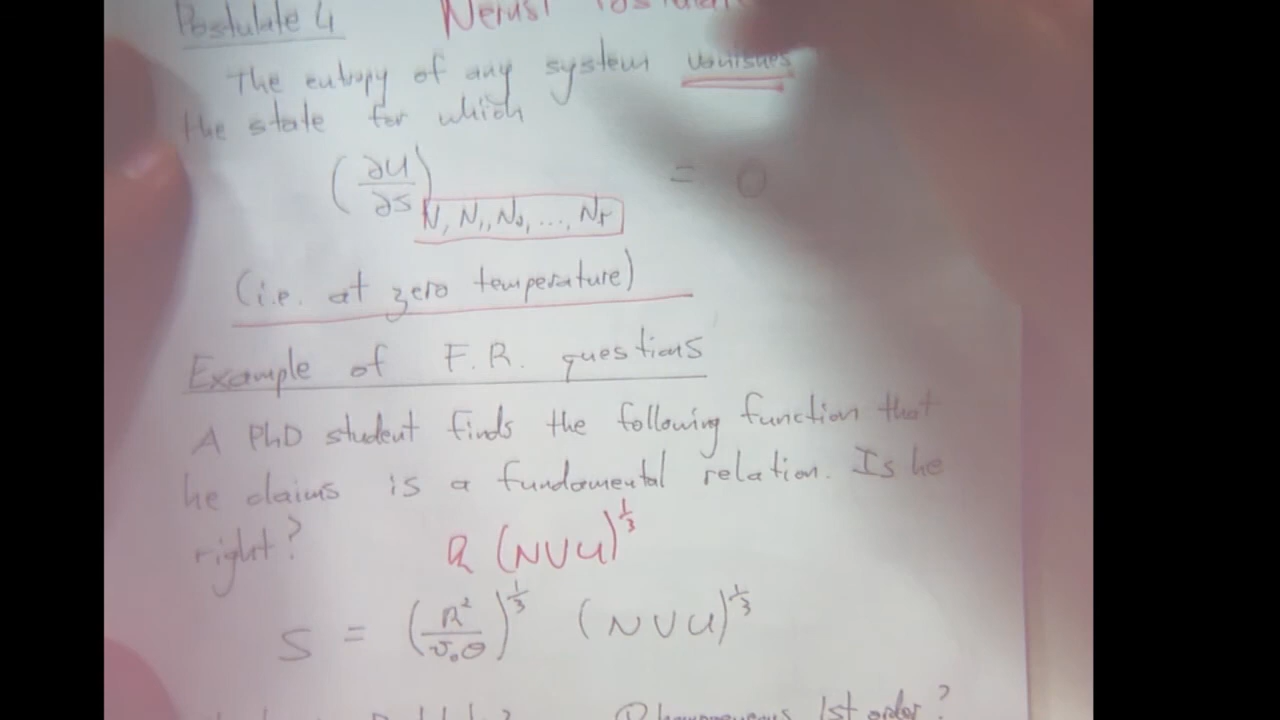 Postulate 4
The entropy of any system vanishes
the state for which
(∂U/∂S)N, N₁, N₂, ..., Nr = 0
(i.e. at zero temperature)
Example of F.R. questions
A PhD student finds the following function that
he claims is a fundamental relation. Is he
right? R (NVU)^1/3
S = (R²/v₀θ)^1/3 (NVU)^1/3
1st order?